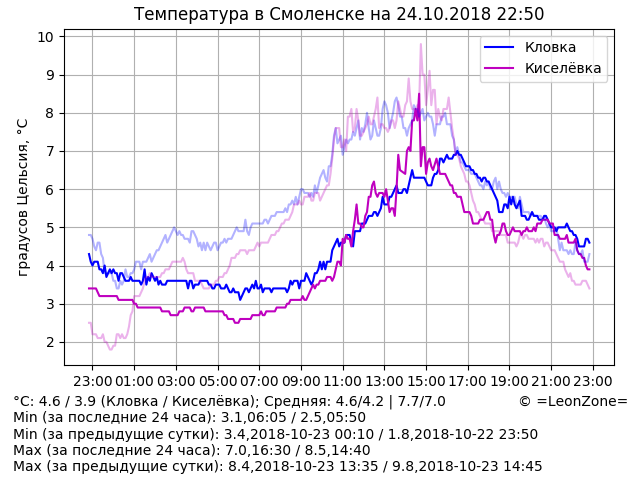 Температура в Смоленске на 24.10.2018 22:50
градусов Цельсия, °C
10
9
8
7
6
5
4
3
2
Кловка
Киселёвка
23:00 01:00 03:00 05:00 07:00 09:00 11:00 13:00 15:00 17:00 19:00 21:00 23:00
°C: 4.6 / 3.9 (Кловка / Киселёвка); Средняя: 4.6/4.2 | 7.7/7.0 © =LeonZone=
Min (за последние 24 часа): 3.1,06:05 / 2.5,05:50
Min (за предыдущие сутки): 3.4,2018-10-23 00:10 / 1.8,2018-10-22 23:50
Max (за последние 24 часа): 7.0,16:30 / 8.5,14:40
Max (за предыдущие сутки): 8.4,2018-10-23 13:35 / 9.8,2018-10-23 14:45